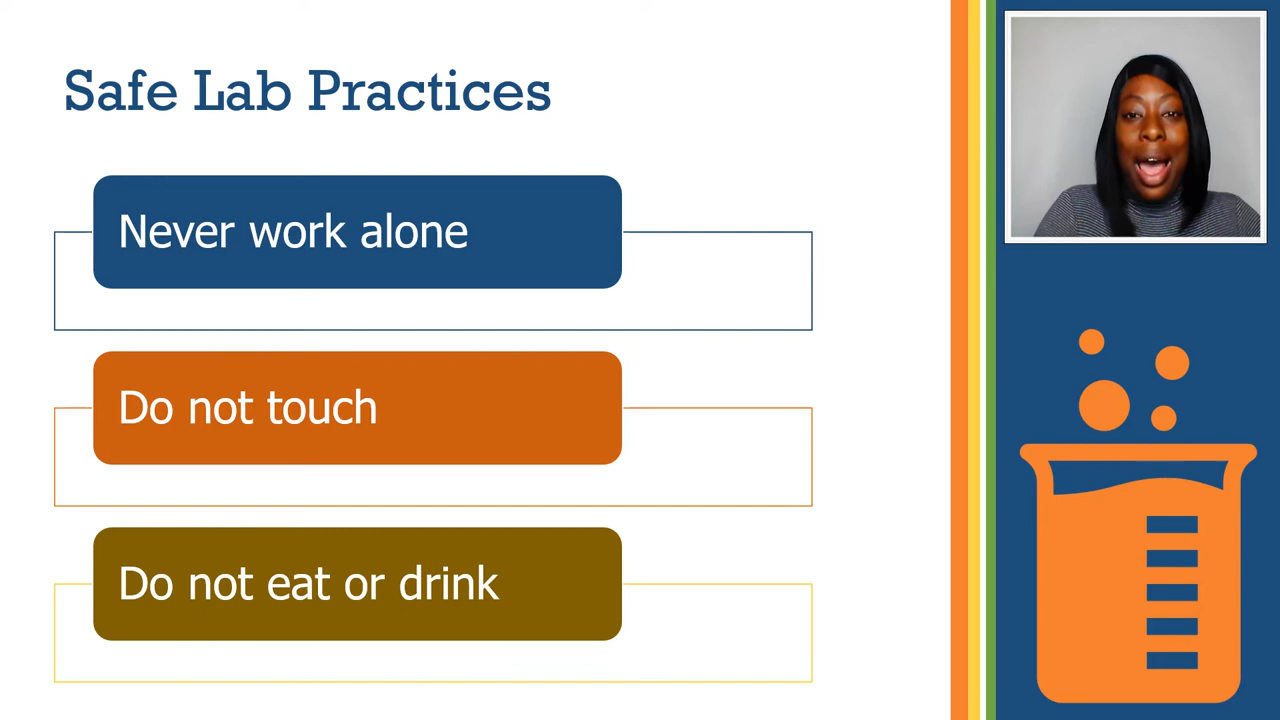 Safe Lab Practices
Never work alone
Do not touch
Do not eat or drink